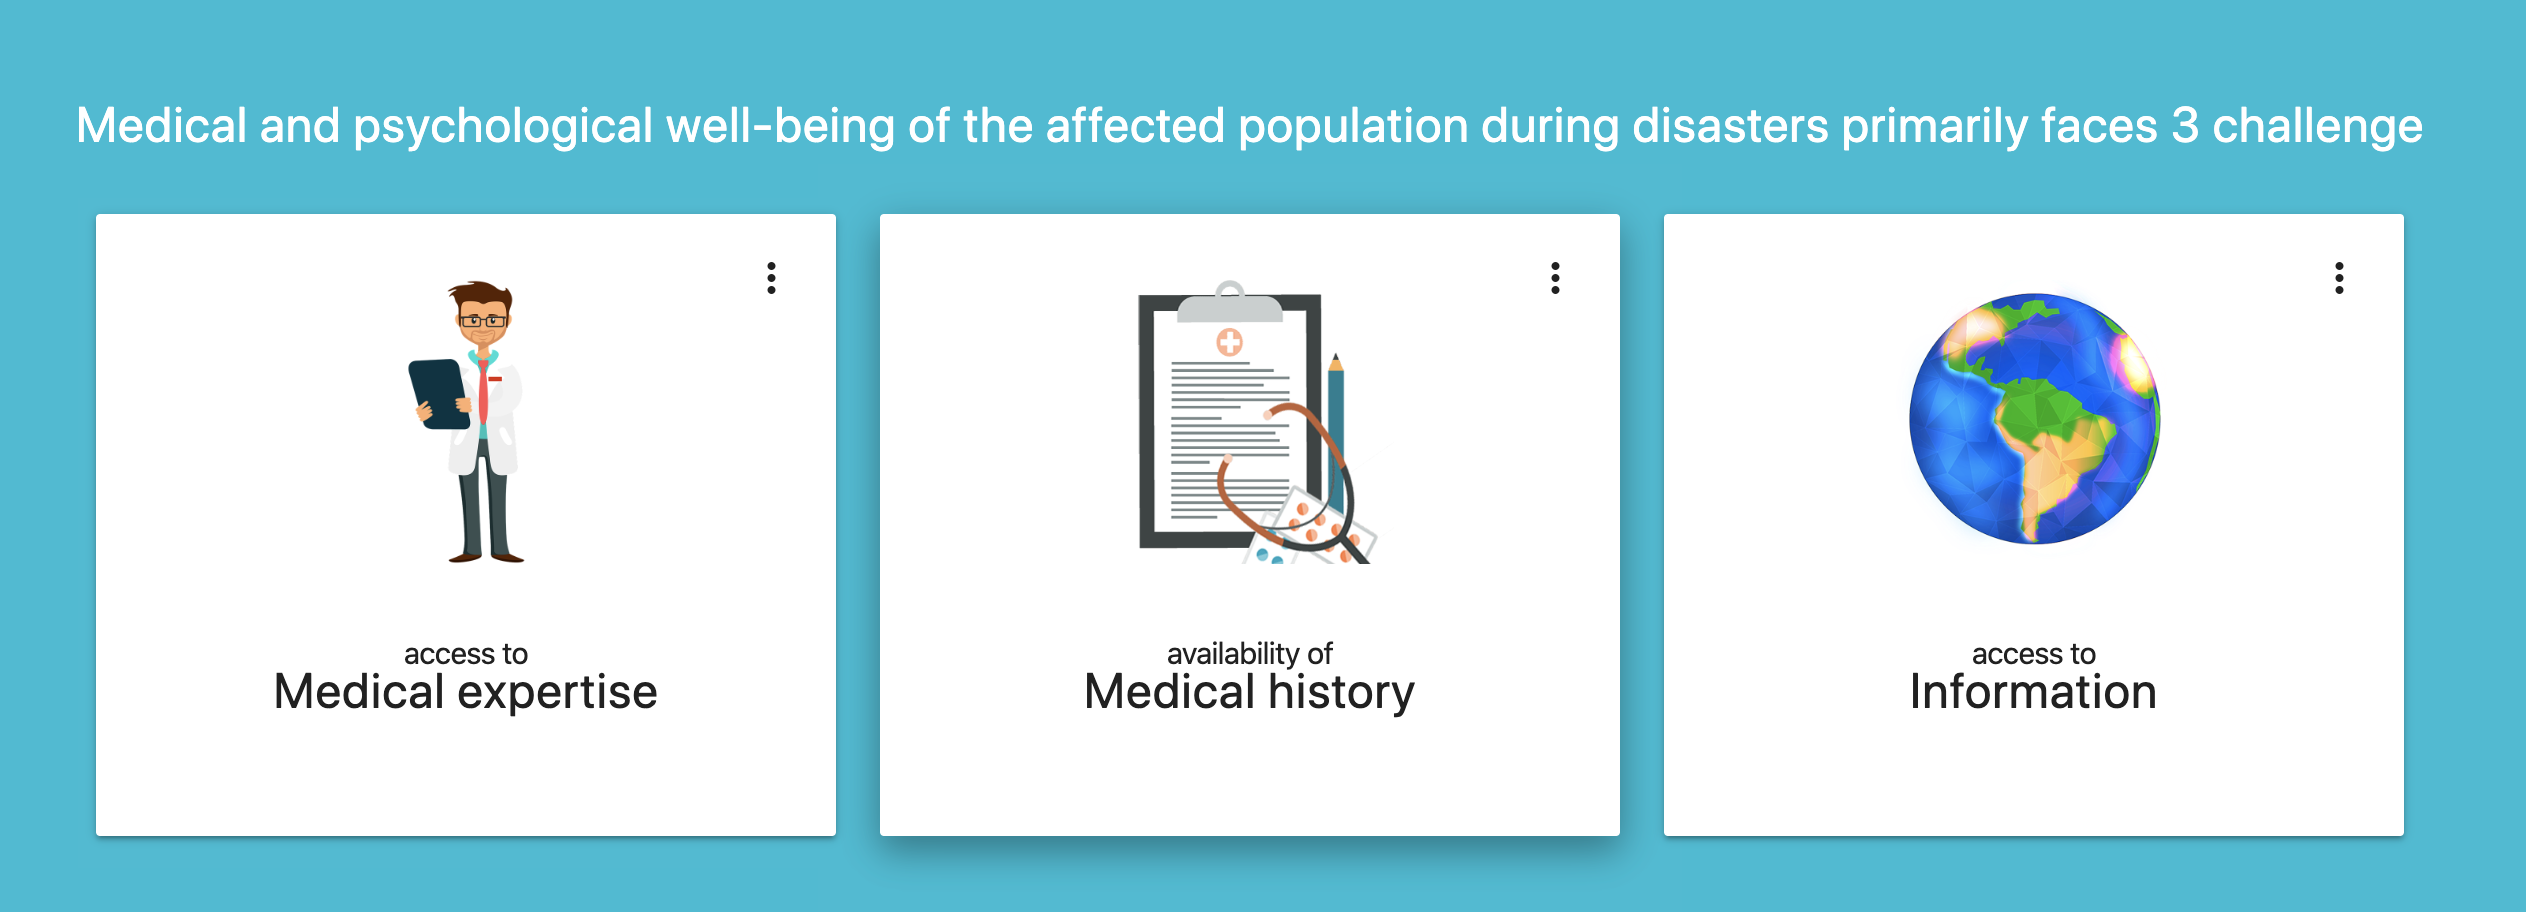 Medical and psychological well-being of the affected population during disasters primarily faces 3 challenge
access to
Medical expertise
availability of
Medical history
access to
Information